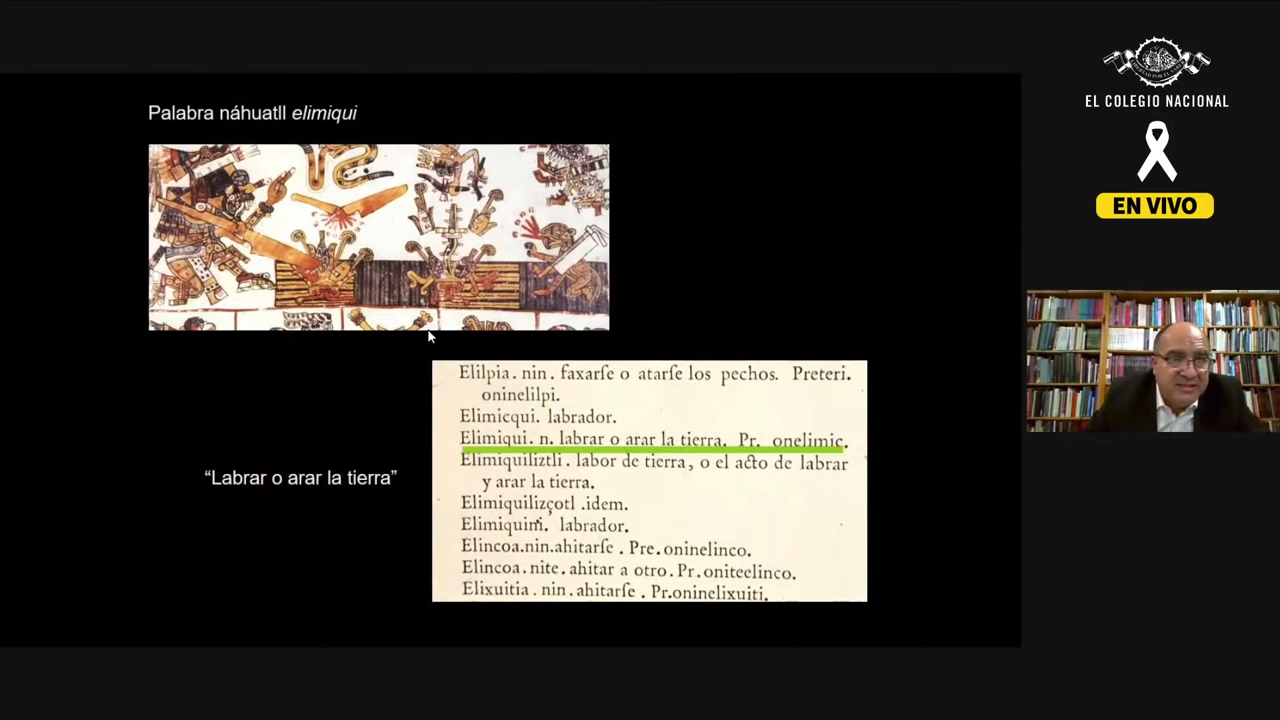 Palabra náhuatll elimiqui
Elilpia. nin. faxarſe o atarſe los pechos. Preteri.
oninelilpi.
Elimicqui. labrador.
Elimiqui. n. labrar o arar la tierra. Pr. onelimic.
Elimiquiliztli. labor de tierra, o el acto de labrar
y arar la tierra.
Elimiquilizçotl .idem.
Elimiquini. labrador.
Elincoa.nin.ahitarſe . Pre. oninelinco.
Elincoa. nite. ahitar a otro. Pr. oniteelinco.
Elixuitia . nin. ahitarſe . Pr.oninelixuiti.
“Labrar o arar la tierra”
EL COLEGIO NACIONAL
EN VIVO